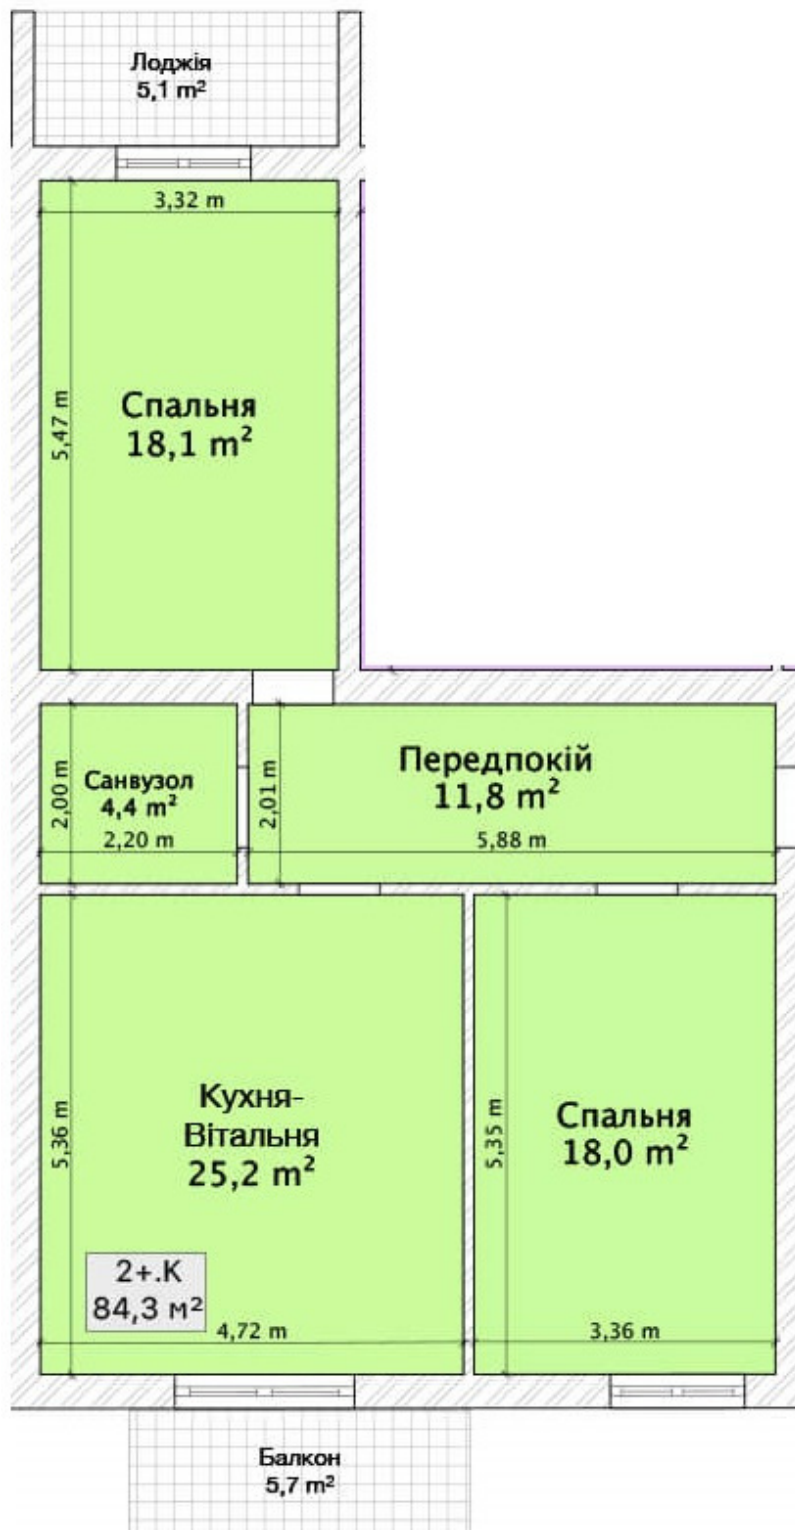 Лоджія
5,1 m²
3,32 m
5,47 m
Спальня
18,1 m²
2,00 m
Санвузол
4,4 m²
2,20 m
2,01 m
Передпокій
11,8 m²
5,88 m
5,36 m
Кухня-
Вітальня
25,2 m²
5,35 m
Спальня
18,0 m²
2+.К
84,3 м²
4,72 m
3,36 m
Балкон
5,7 m²